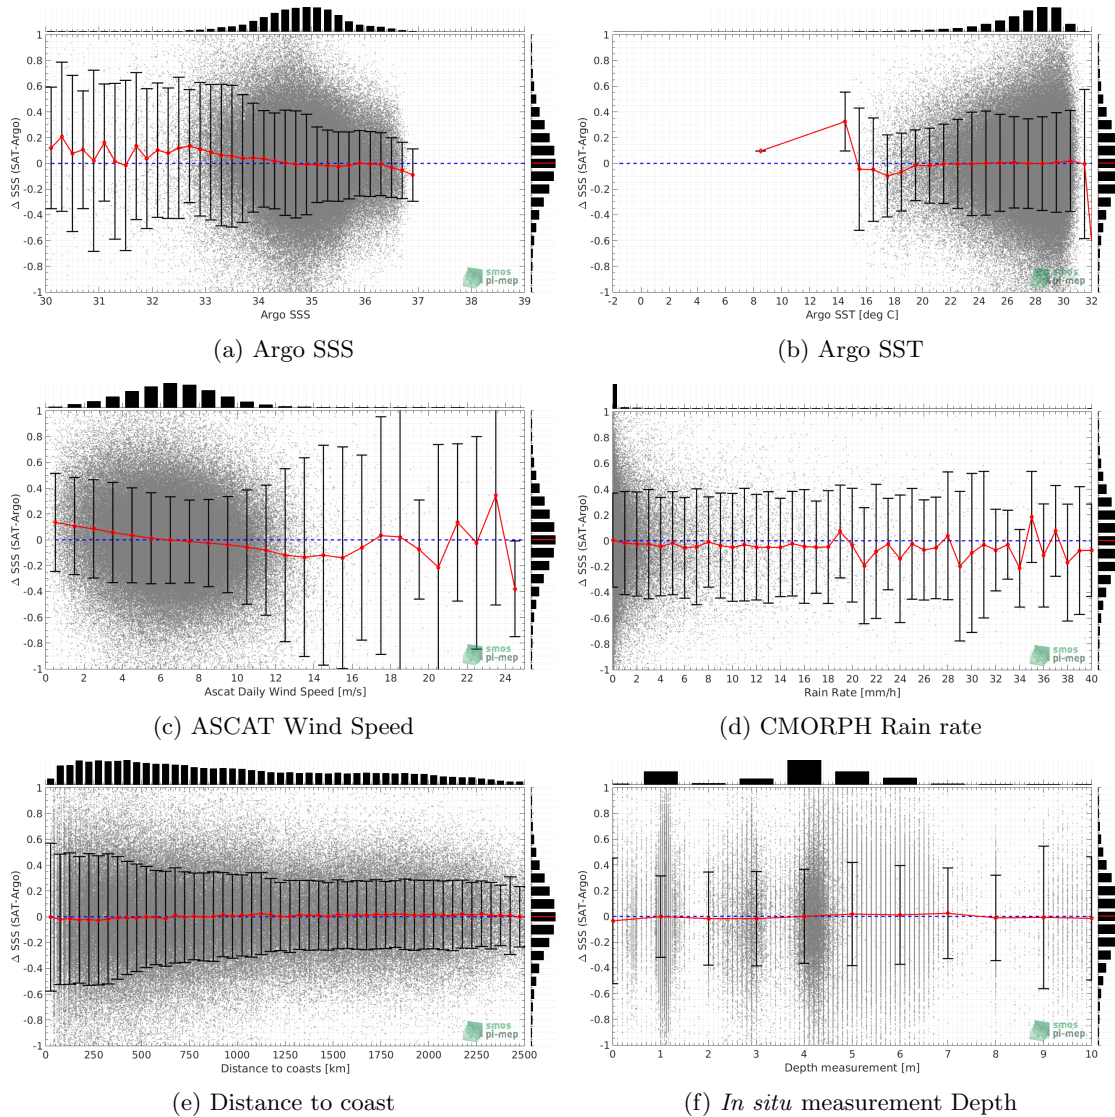 Δ SSS (SAT-Argo)
1
0.8
0.6
0.4
0.2
0
-0.2
-0.4
-0.6
-0.8
-1
smos
pi-mep
30 31 32 33 34 35 36 37 38 39
Argo SSS
(a) Argo SSS
Δ SSS (SAT-Argo)
1
0.8
0.6
0.4
0.2
0
-0.2
-0.4
-0.6
-0.8
-1
smos
pi-mep
-2 0 2 4 6 8 10 12 14 16 18 20 22 24 26 28 30 32
Argo SST [deg C]
(b) Argo SST
Δ SSS (SAT-Argo)
1
0.8
0.6
0.4
0.2
0
-0.2
-0.4
-0.6
-0.8
-1
smos
pi-mep
0 2 4 6 8 10 12 14 16 18 20 22 24
Ascat Daily Wind Speed [m/s]
(c) ASCAT Wind Speed
Δ SSS (SAT-Argo)
1
0.8
0.6
0.4
0.2
0
-0.2
-0.4
-0.6
-0.8
-1
smos
pi-mep
0 2 4 6 8 10 12 14 16 18 20 22 24 26 28 30 32 34 36 38 40
Rain Rate [mm/h]
(d) CMORPH Rain rate
Δ SSS (SAT-Argo)
1
0.8
0.6
0.4
0.2
0
-0.2
-0.4
-0.6
-0.8
-1
smos
pi-mep
0 250 500 750 1000 1250 1500 1750 2000 2250 2500
Distance to coasts [km]
(e) Distance to coast
Δ SSS (SAT-Argo)
1
0.8
0.6
0.4
0.2
0
-0.2
-0.4
-0.6
-0.8
-1
smos
pi-mep
0 1 2 3 4 5 6 7 8 9 10
Depth measurement [m]
(f) In situ measurement Depth